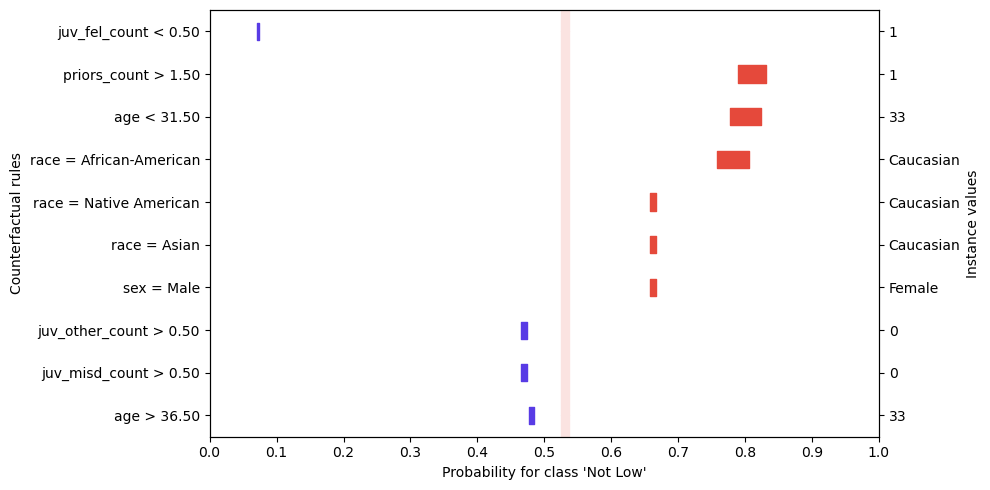 juv_fel_count < 0.50 1
priors_count > 1.50 1
age < 31.50 33
race = African-American Caucasian
race = Native American Caucasian
race = Asian Caucasian
sex = Male Female
juv_other_count > 0.50 0
juv_misd_count > 0.50 0
age > 36.50 33
Counterfactual rules
Instance values
0.0 0.1 0.2 0.3 0.4 0.5 0.6 0.7 0.8 0.9 1.0
Probability for class 'Not Low'